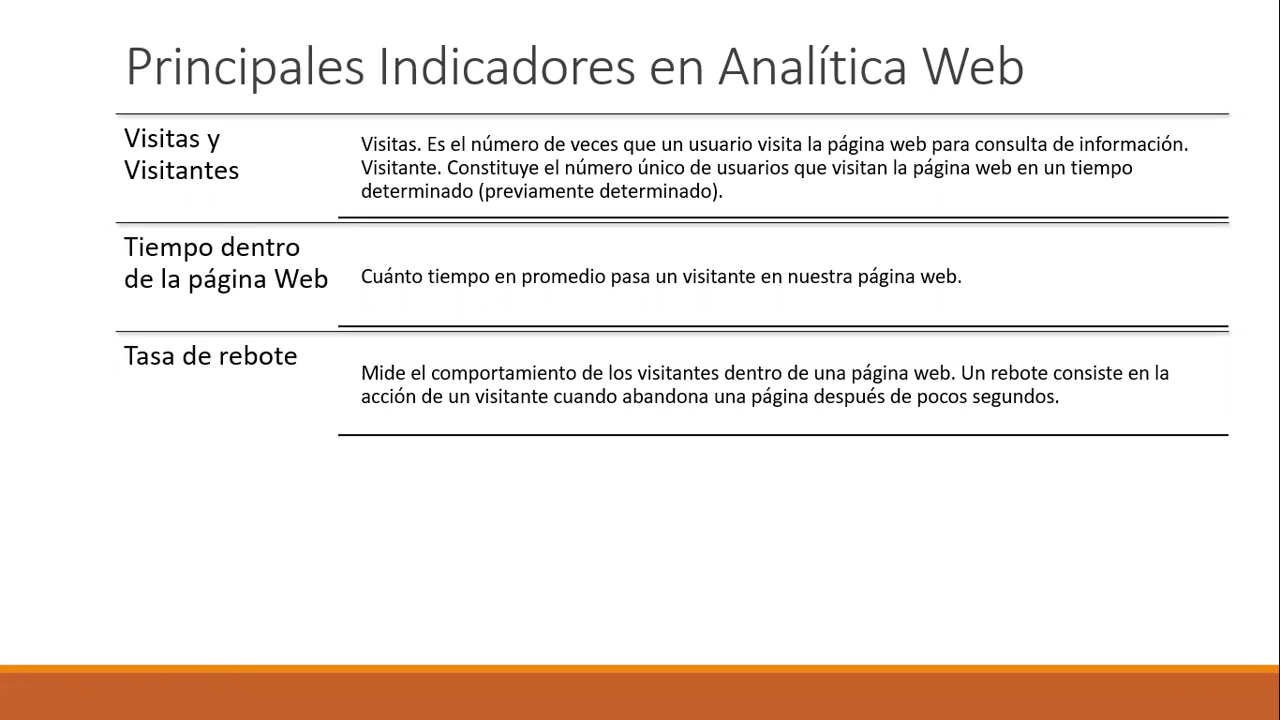 Principales Indicadores en Analítica Web
Visitas y
Visitantes
Visitas. Es el número de veces que un usuario visita la página web para consulta de información.
Visitante. Constituye el número único de usuarios que visitan la página web en un tiempo
determinado (previamente determinado).
Tiempo dentro
de la página Web
Cuánto tiempo en promedio pasa un visitante en nuestra página web.
Tasa de rebote
Mide el comportamiento de los visitantes dentro de una página web. Un rebote consiste en la
acción de un visitante cuando abandona una página después de pocos segundos.